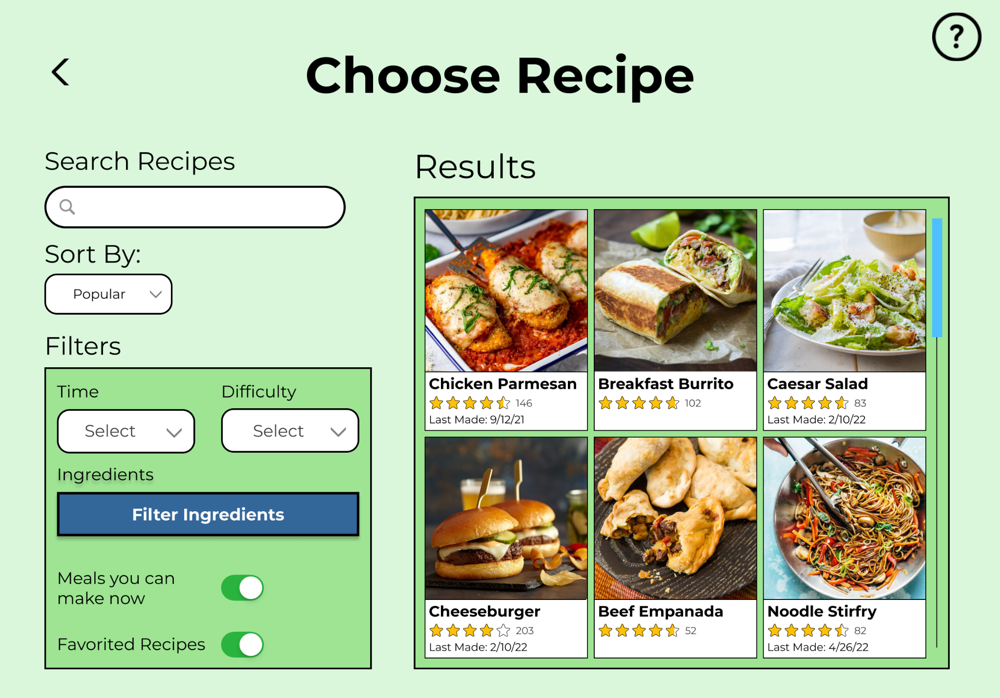 ?
Choose Recipe
Search Recipes
Sort By:
Popular
Filters
Time
Difficulty
Select
Select
Ingredients
Filter Ingredients
Meals you can
make now
Favorited Recipes
Results
Chicken Parmesan
146
Last Made: 9/12/21
Breakfast Burrito
102
Caesar Salad
83
Last Made: 2/10/22
Cheeseburger
203
Last Made: 2/10/22
Beef Empanada
52
Noodle Stirfry
82
Last Made: 4/26/22